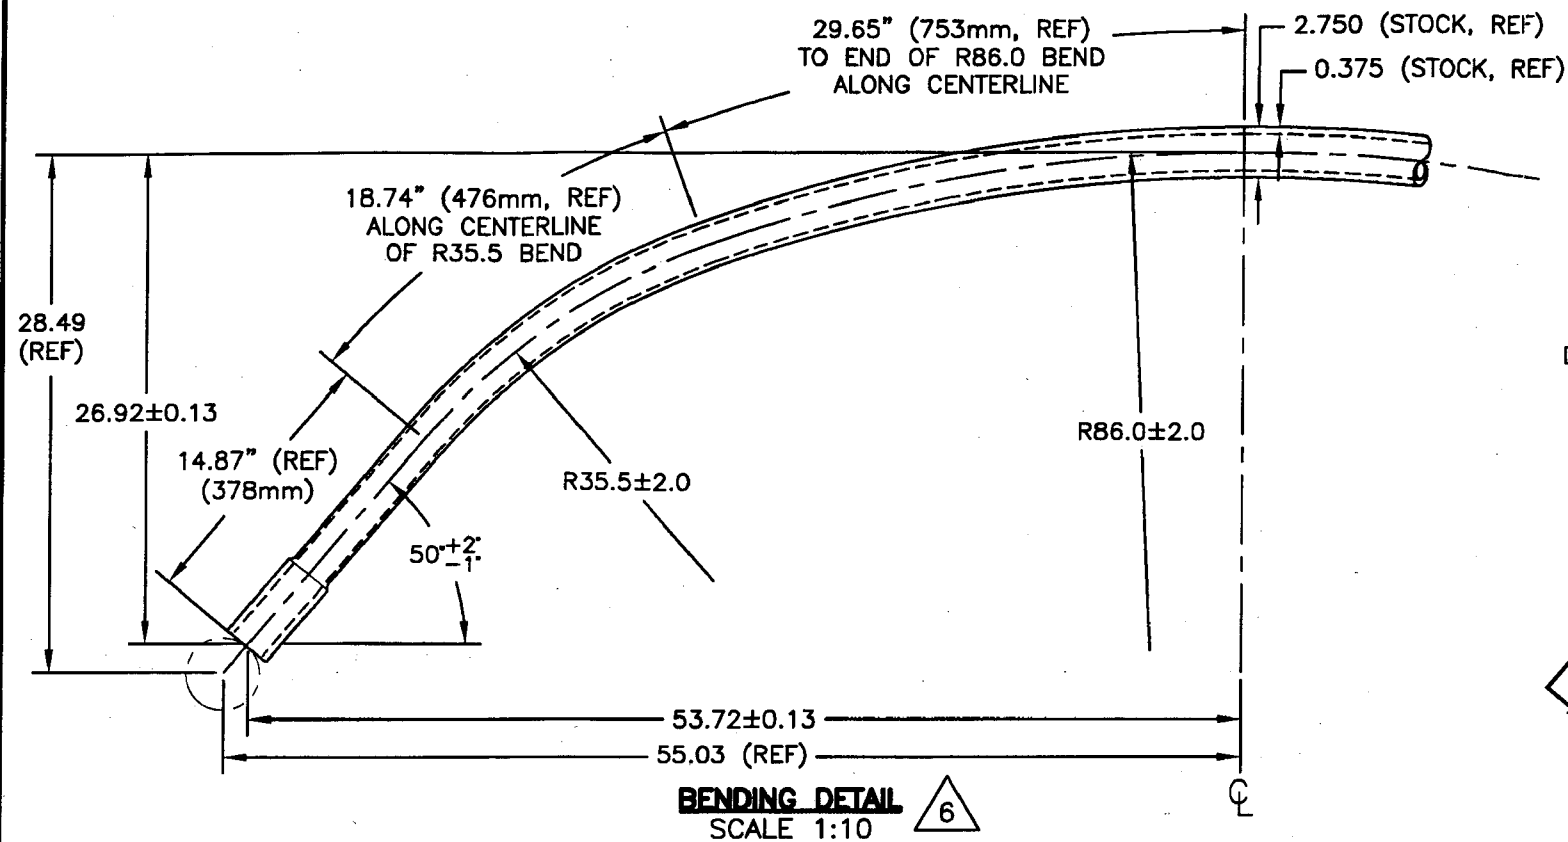 29.65" (753mm, REF)
TO END OF R86.0 BEND
ALONG CENTERLINE
2.750 (STOCK, REF)
0.375 (STOCK, REF)
18.74" (476mm, REF)
ALONG CENTERLINE
OF R35.5 BEND
28.49
(REF)
26.92±0.13
14.87" (REF)
(378mm)
R86.0±2.0
R35.5±2.0
50°+2°
-1°
53.72±0.13
55.03 (REF)
BENDING DETAIL
6
SCALE 1:10
℄